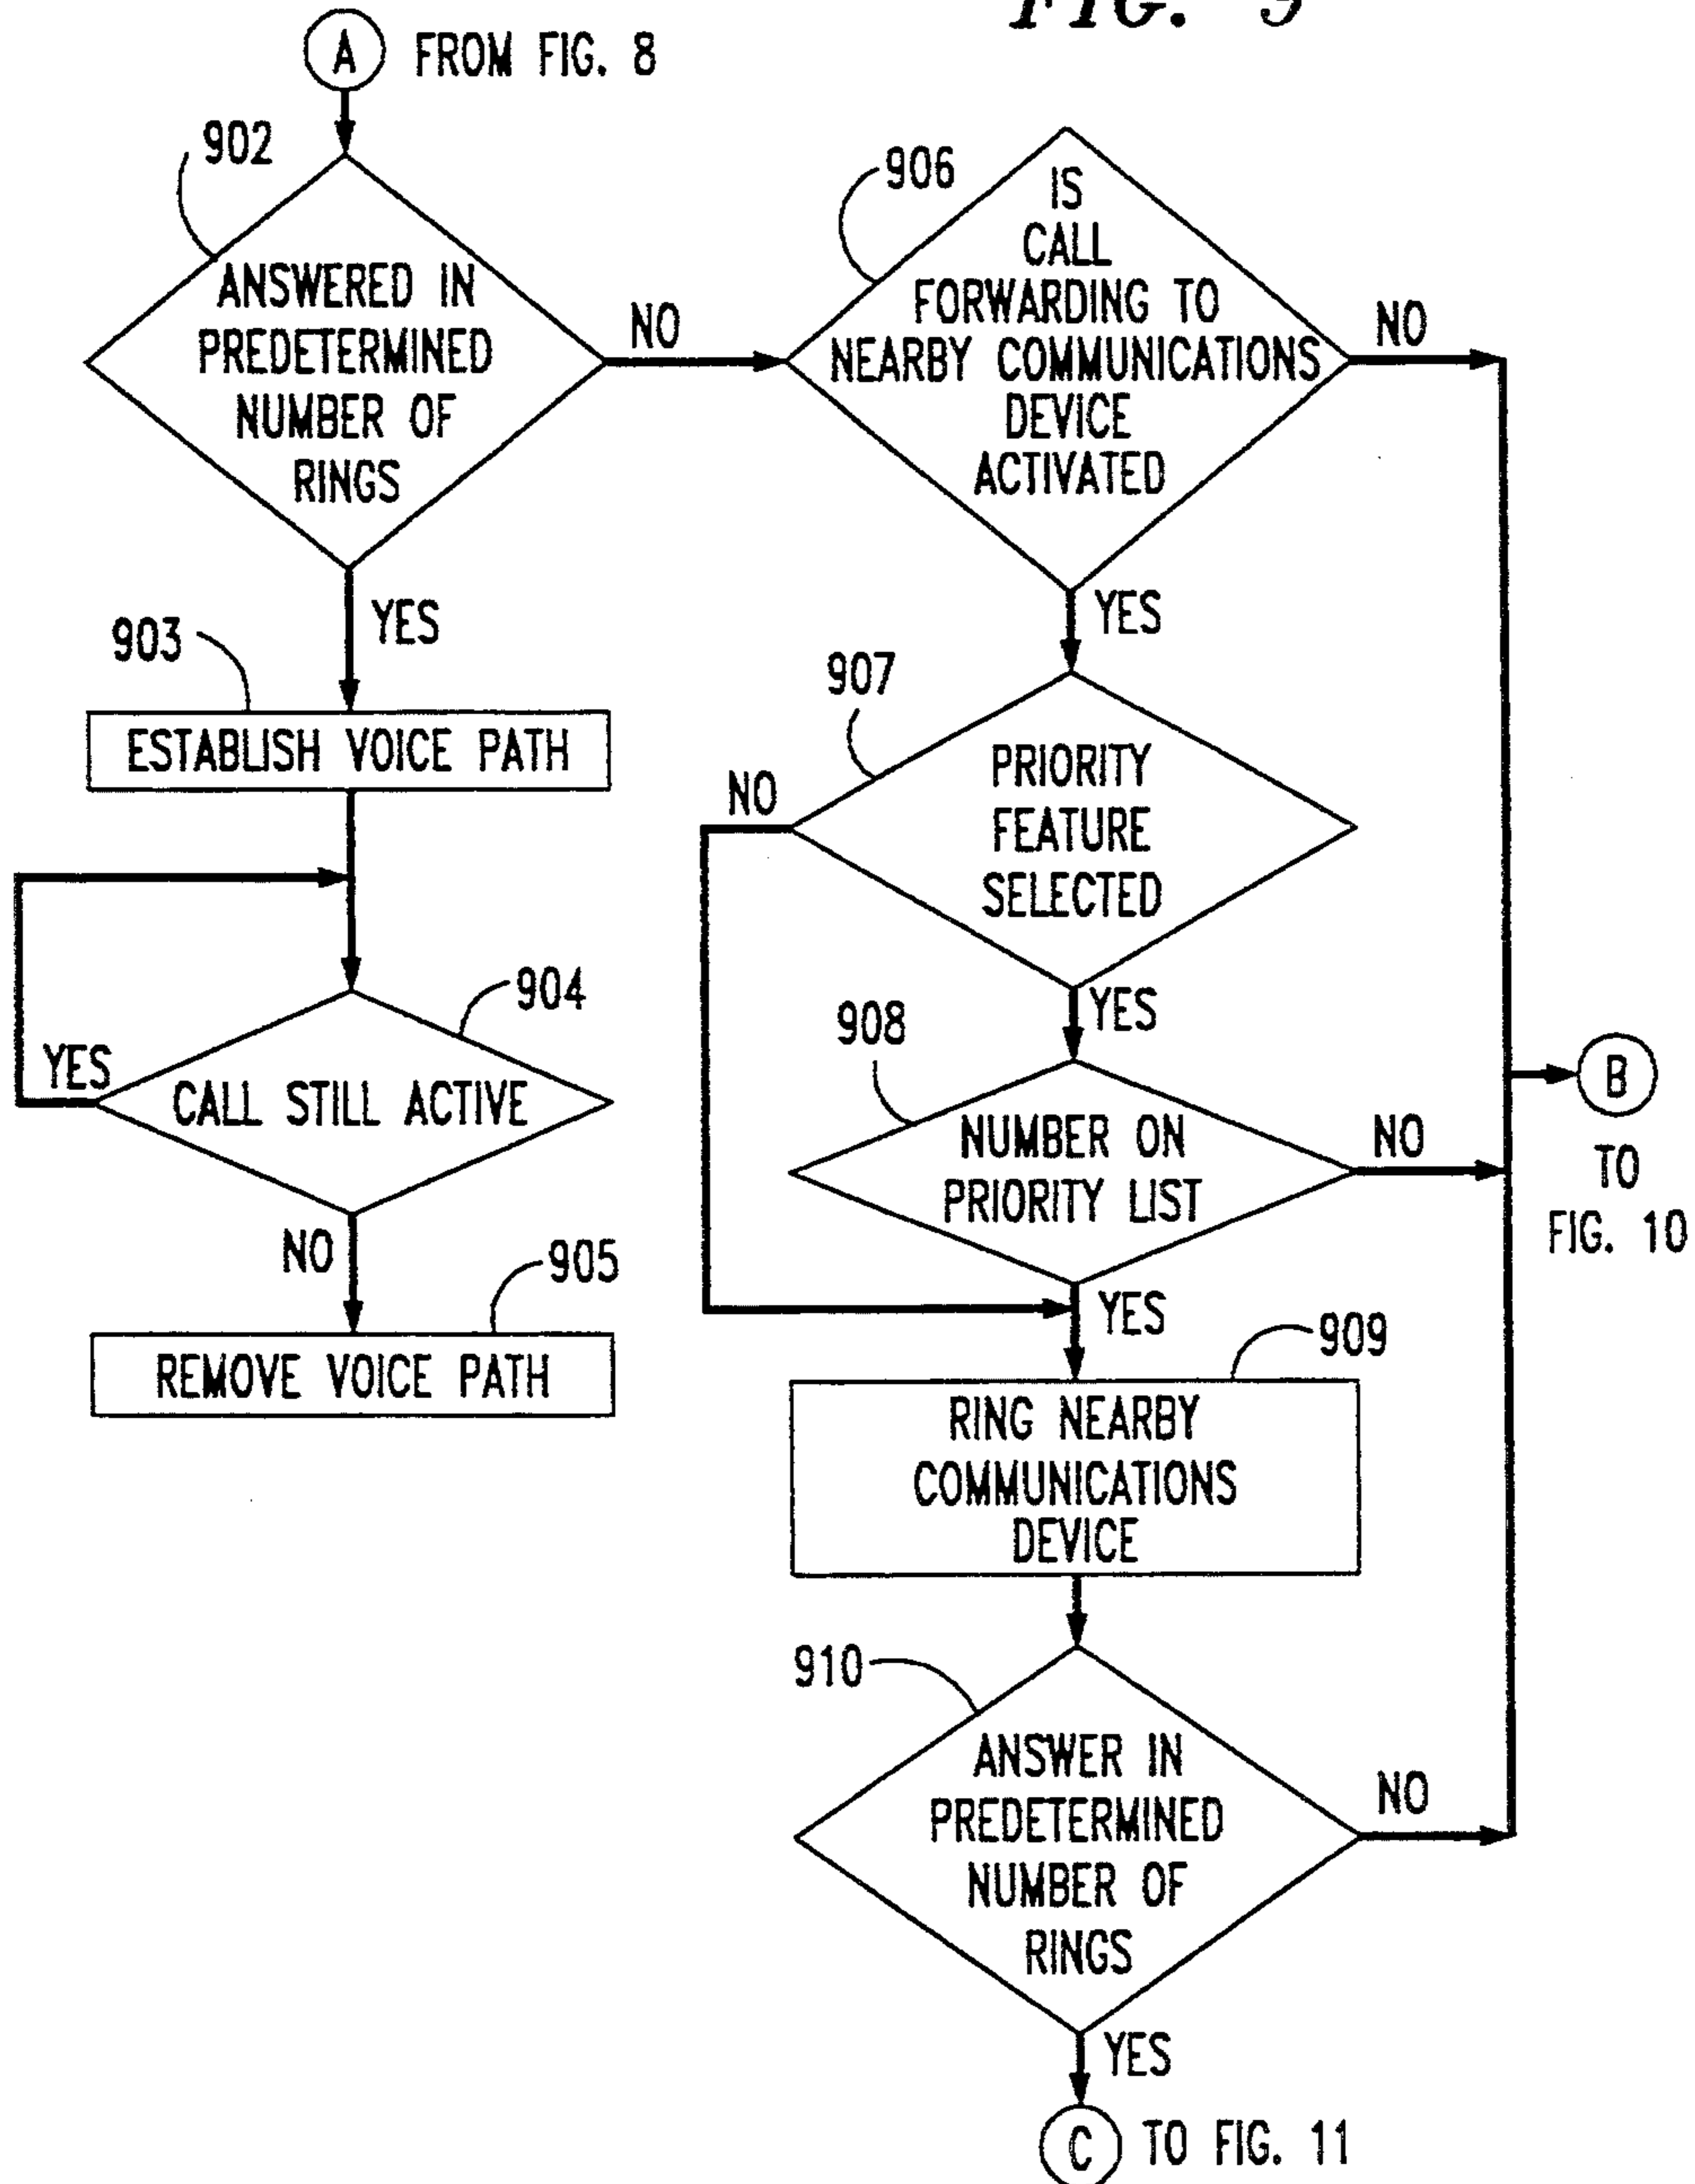 FIG. 9
A FROM FIG. 8
902
ANSWERED IN
PREDETERMINED
NUMBER OF
RINGS
NO
YES
903
ESTABLISH VOICE PATH
904
CALL STILL ACTIVE
YES
NO
905
REMOVE VOICE PATH
906
IS
CALL
FORWARDING TO
NEARBY COMMUNICATIONS
DEVICE
ACTIVATED
NO
YES
907
PRIORITY
FEATURE
SELECTED
NO
YES
908
NUMBER ON
PRIORITY LIST
NO
YES
B
TO
FIG. 10
909
RING NEARBY
COMMUNICATIONS
DEVICE
910
ANSWER IN
PREDETERMINED
NUMBER OF
RINGS
NO
YES
C TO FIG. 11